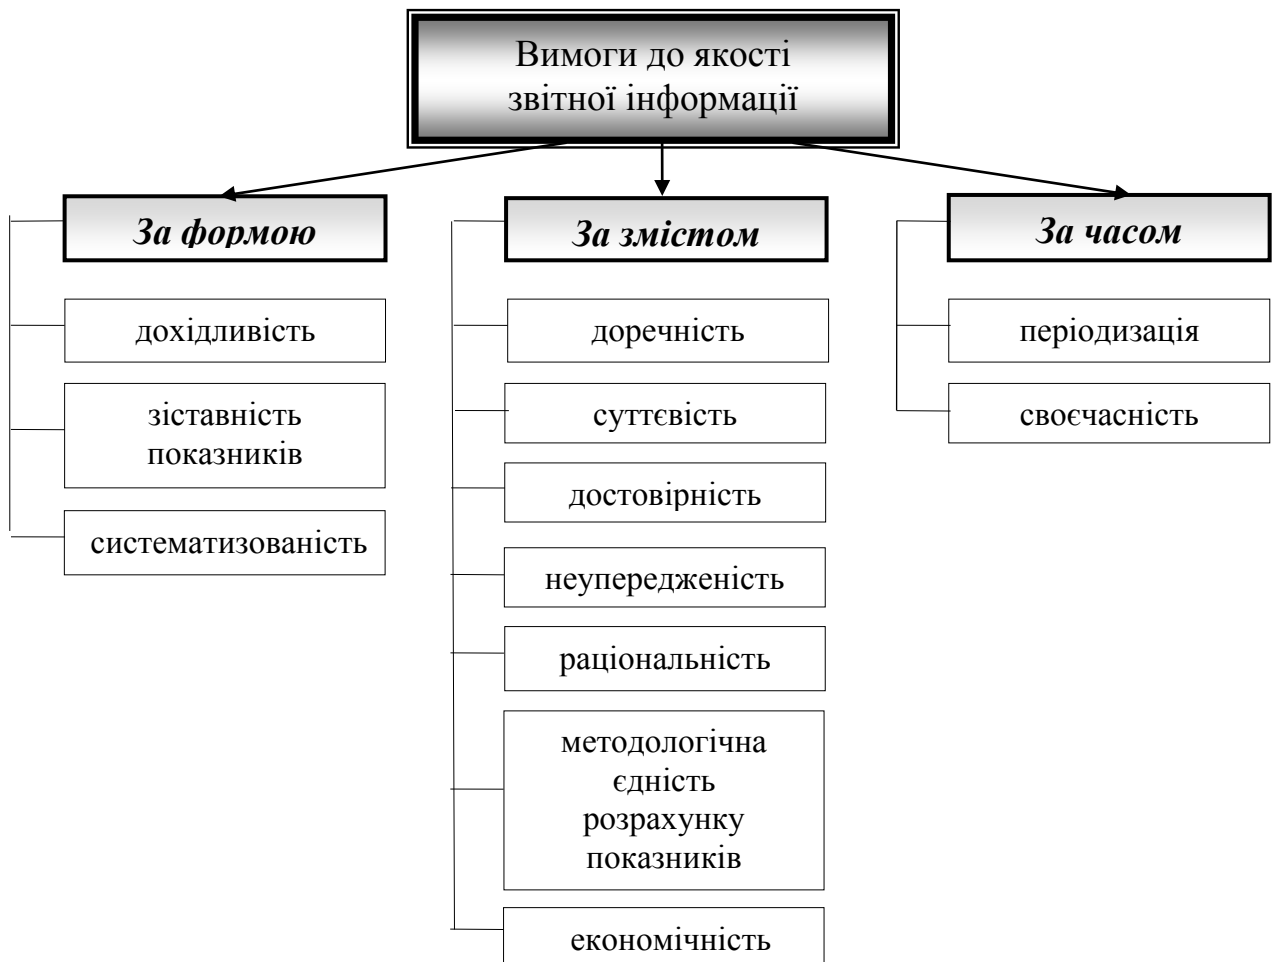 Вимоги до якості
звітної інформації
За формою
дохідливість
зіставність
показників
систематизованість
За змістом
доречність
суттєвість
достовірність
неупередженість
раціональність
методологічна
єдність
розрахунку
показників
економічність
За часом
періодизація
своєчасність